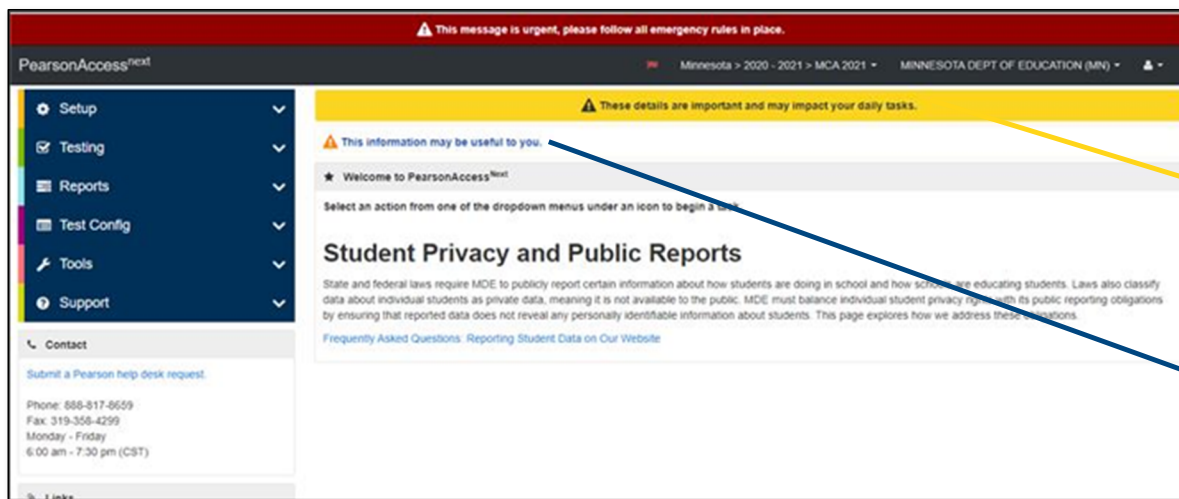 This message is urgent, please follow all emergency rules in place.
PearsonAccessnext
Minnesota > 2020 - 2021 > MCA 2021
MINNESOTA DEPT OF EDUCATION (MN)
Setup
Testing
Reports
Test Config
Tools
Support
Contact
Submit a Pearson help desk request.
Phone: 888-817-8659
Fax: 319-358-4299
Monday - Friday
6:00 am - 7:30 pm (CST)
Links
These details are important and may impact your daily tasks.
This information may be useful to you.
Welcome to PearsonAccessNext
Select an action from one of the dropdown menus under an icon to begin a task.
Student Privacy and Public Reports
State and federal laws require MDE to publicly report certain information about how students are doing in school and how schools are educating students. Laws also classify
data about individual students as private data, meaning it is not available to the public. MDE must balance individual student privacy rights with its public reporting obligations
by ensuring that reported data does not reveal any personally identifiable information about students. This page explores how we address these obligations.
Frequently Asked Questions: Reporting Student Data on Our Website